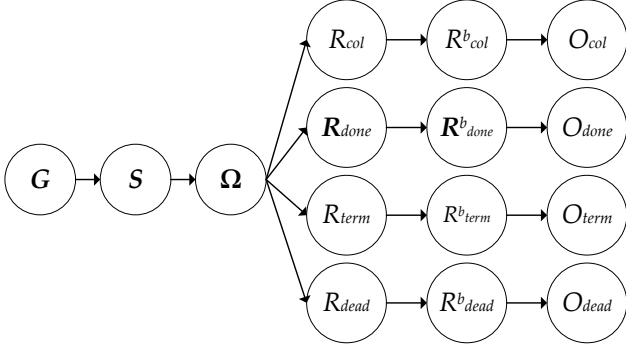 R_col R^b_col O_col
R_done R^b_done O_done
G S Ω
R_term R^b_term O_term
R_dead R^b_dead O_dead